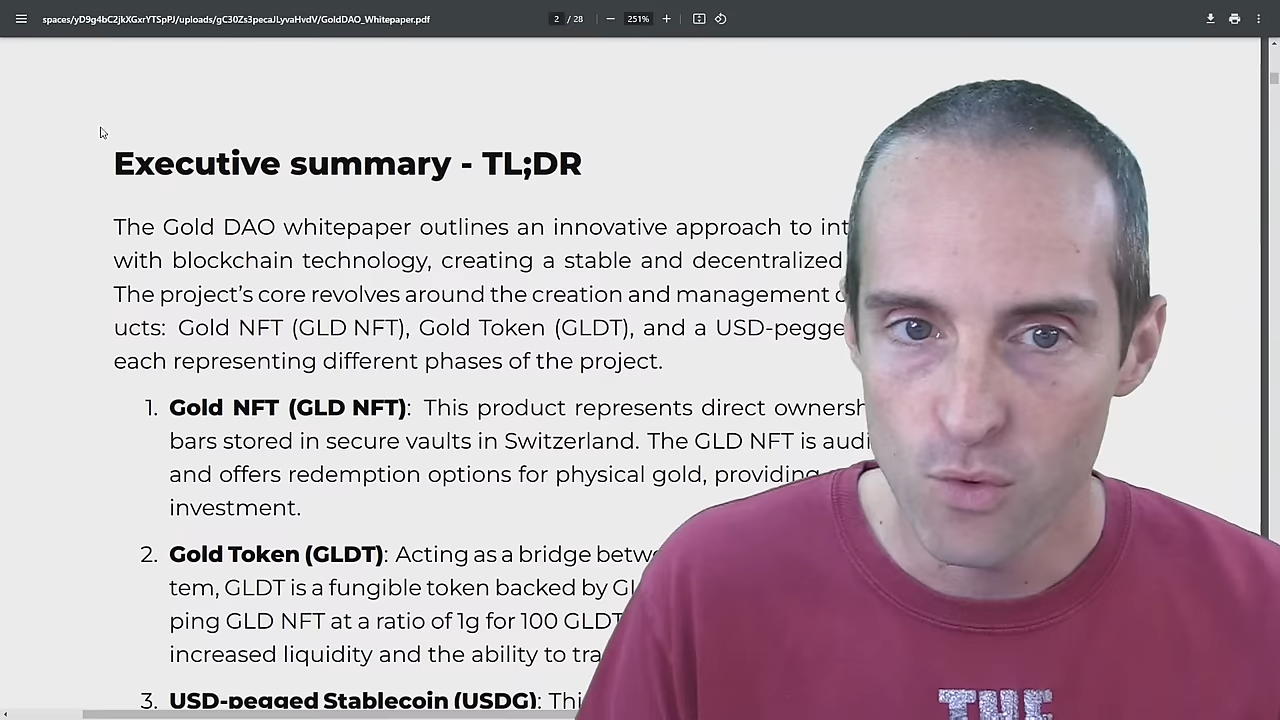 spaces/yD9g4bC2jkXGxrYTSpPJ/uploads/gC30Zs3pecaJLyvaHvdV/GoldDAO_Whitepaper.pdf
2 / 28
251%
Executive summary - TL;DR
The Gold DAO whitepaper outlines an innovative approach to int
with blockchain technology, creating a stable and decentralized
The project's core revolves around the creation and management
ucts: Gold NFT (GLD NFT), Gold Token (GLDT), and a USD-pegge
each representing different phases of the project.
1. Gold NFT (GLD NFT): This product represents direct ownersh
bars stored in secure vaults in Switzerland. The GLD NFT is audi
and offers redemption options for physical gold, providing
investment.
2. Gold Token (GLDT): Acting as a bridge betwe
tem, GLDT is a fungible token backed by GL
ping GLD NFT at a ratio of 1g for 100 GLDT
increased liquidity and the ability to tra
3. USD-pegged Stablecoin (USDG): Thi
THE